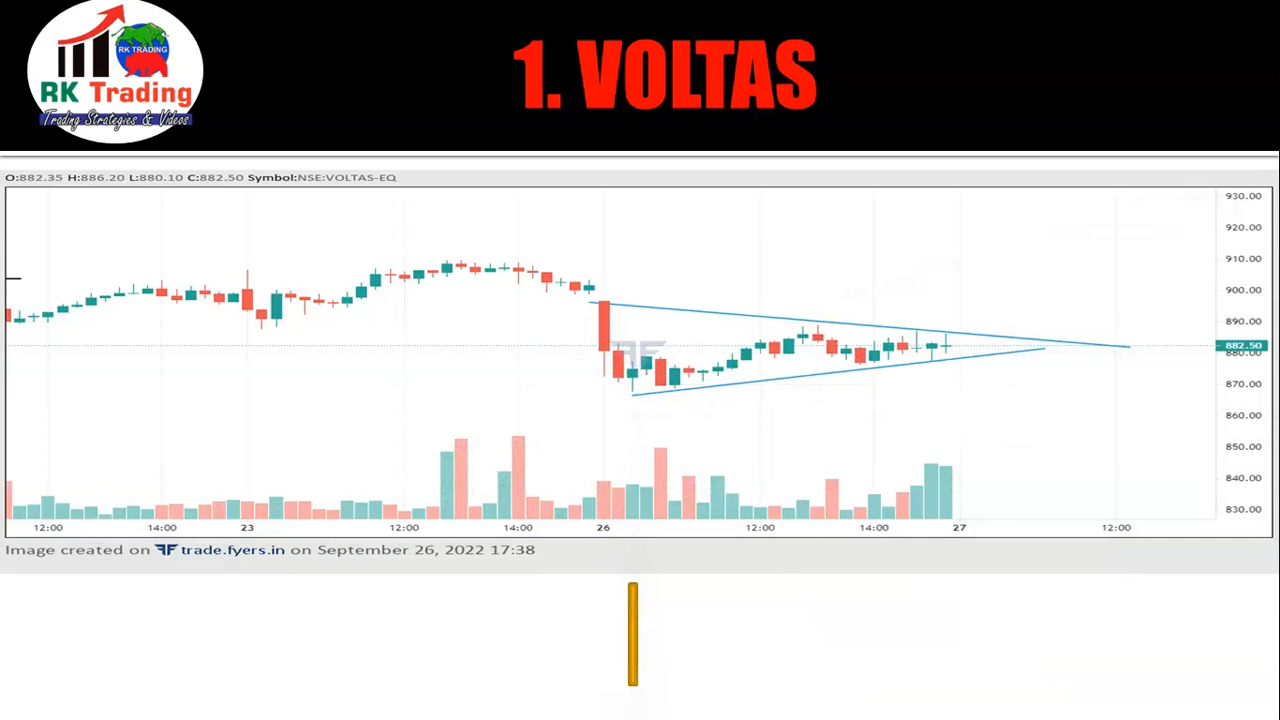 RK TRADING
RK Trading
Trading Strategies & Videos
1. VOLTAS
O:882.35 H:886.20 L:880.10 C:882.50 Symbol:NSE:VOLTAS-EQ
930.00
920.00
910.00
900.00
890.00
882.50
880.00
870.00
860.00
850.00
840.00
830.00
12:00 14:00 23 12:00 14:00 26 12:00 14:00 27 12:00
Image created on trade.fyers.in on September 26, 2022 17:38